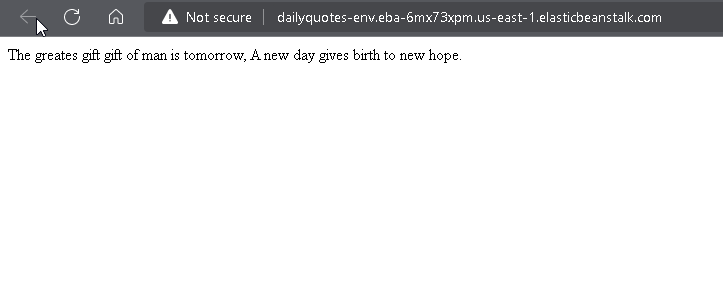 Not secure dailyquotes-env.eba-6mx73xpm.us-east-1.elasticbeanstalk.com
The greates gift gift of man is tomorrow, A new day gives birth to new hope.